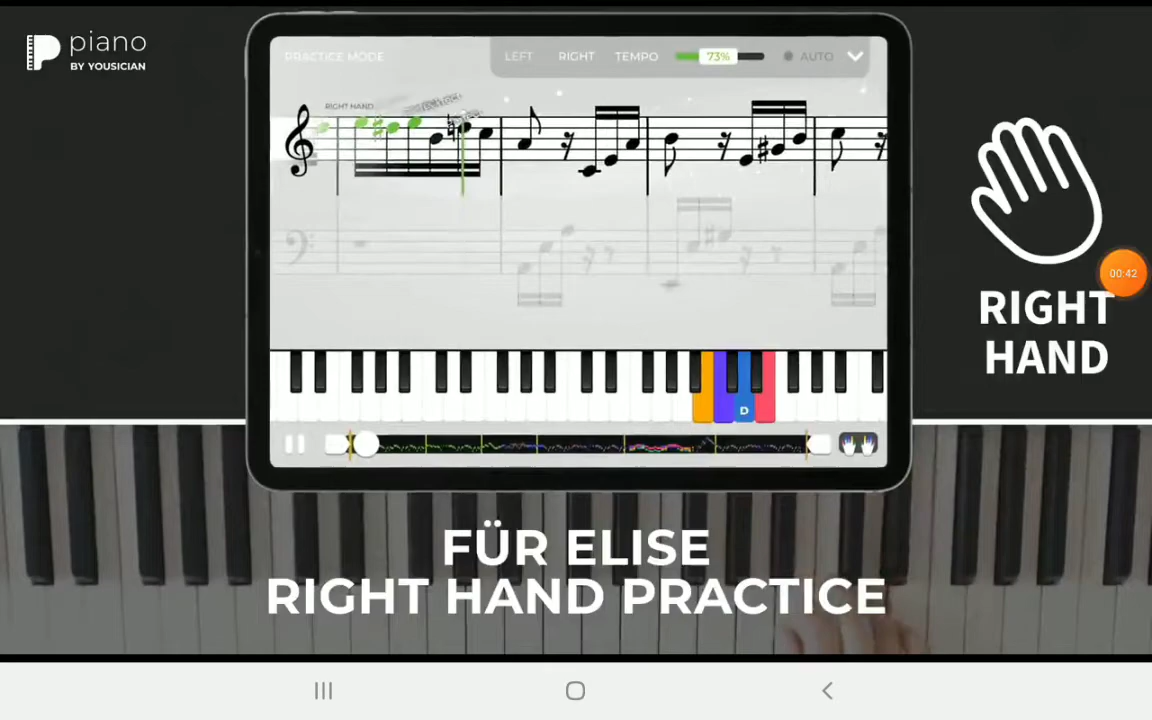 piano
BY YOUSICIAN
PRACTICE MODE
LEFT RIGHT TEMPO 73% AUTO
RIGHT HAND
00:42
RIGHT
HAND
D
FÜR ELISE
RIGHT HAND PRACTICE